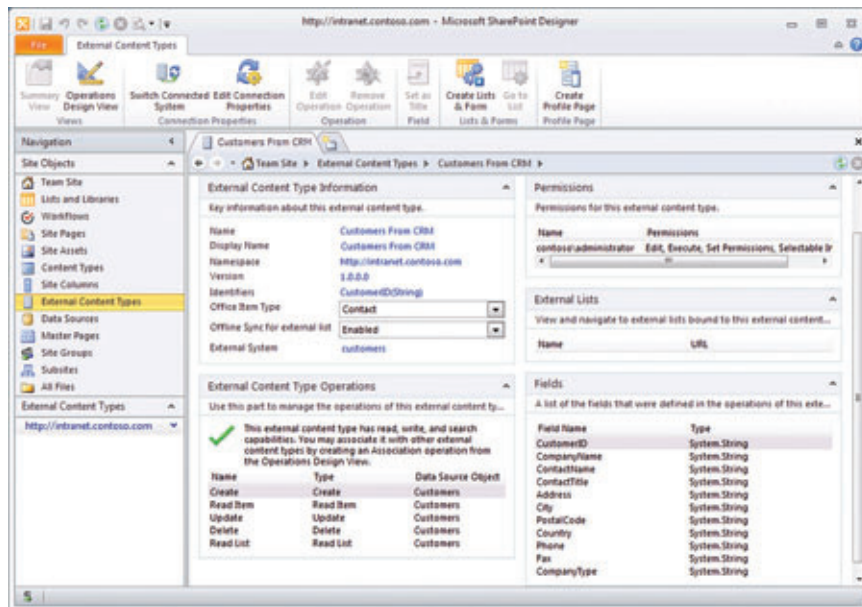 http://intranet.contoso.com - Microsoft SharePoint Designer
File
External Content Types
Summary View
Operations Design View
Switch Connected System
Edit Connection Properties
Edit Operation
Remove Operation
Set as Title
Create Lists & Form
Go to List
Create Profile Page
Views
Connection Properties
Operation
Field
Lists & Forms
Profile Page
Navigation
Customers From CRM
Site Objects
Team Site
External Content Types
Customers From CRM
Team Site
Lists and Libraries
Workflows
Site Pages
Site Assets
Content Types
Site Columns
External Content Types
Data Sources
Master Pages
Site Groups
Subsites
All Files
External Content Types
http://intranet.contoso.com
External Content Type Information
Key information about this external content type.
Name Customers From CRM
Display Name Customers From CRM
Namespace http://intranet.contoso.com
Version 1.0.0.0
Identifiers CustomerID(String)
Office Item Type Contact
Offline Sync for external list Enabled
External System customers
External Content Type Operations
Use this part to manage the operations of this external content ty...
This external content type has read, write, and search
capabilities. You may associate it with other external
content types by creating an Association operation from
the Operations Design View.
Name Type Data Source Object
Create Create Customers
Read Item Read Item Customers
Update Update Customers
Delete Delete Customers
Read List Read List Customers
Permissions
Permissions for this external content type.
Name Permissions
contoso\administrator Edit, Execute, Set Permissions, Selectable In
External Lists
View and navigate to external lists bound to this external content...
Name URL
Fields
A list of the fields that were defined in the operations of this exte...
Field Name Type
CustomerID System.String
CompanyName System.String
ContactName System.String
ContactTitle System.String
Address System.String
City System.String
PostalCode System.String
Country System.String
Phone System.String
Fax System.String
CompanyType System.String